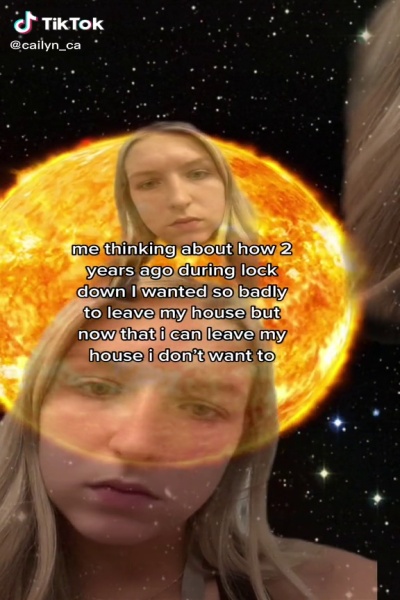 TikTok
@cailyn_ca
me thinking about how 2
years ago during lock
down I wanted so badly
to leave my house but
now that i can leave my
house i don't want to